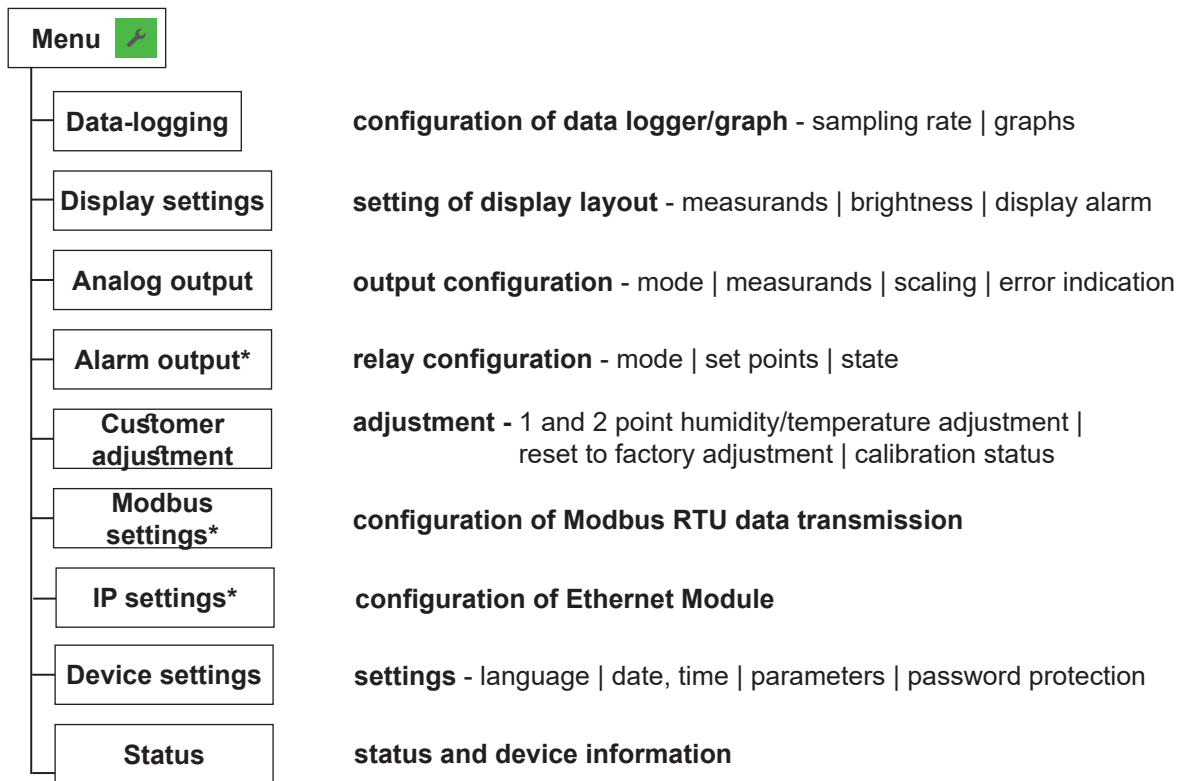 Menu
Data-logging
configuration of data logger/graph - sampling rate | graphs
Display settings
setting of display layout - measurands | brightness | display alarm
Analog output
output configuration - mode | measurands | scaling | error indication
Alarm output*
relay configuration - mode | set points | state
Customer
adjustment
adjustment - 1 and 2 point humidity/temperature adjustment |
reset to factory adjustment | calibration status
Modbus
settings*
configuration of Modbus RTU data transmission
IP settings*
configuration of Ethernet Module
Device settings
settings - language | date, time | parameters | password protection
Status
status and device information